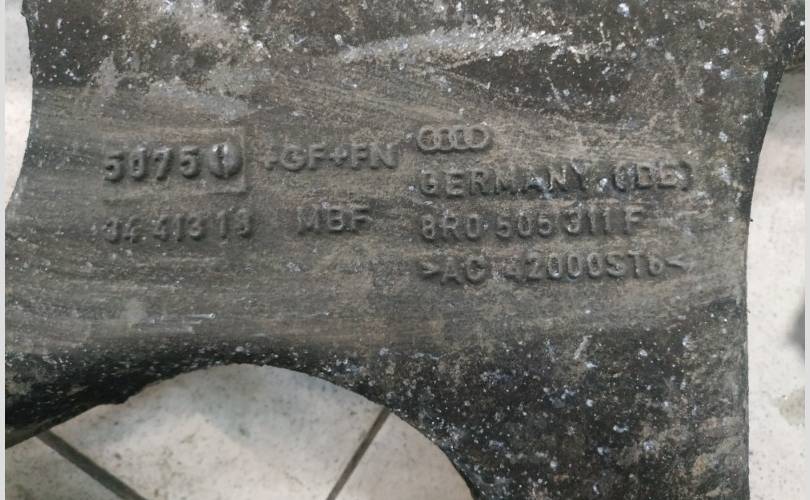 5075 +GF+FN
GERMANY (DE)
34 413 13 MBF 8R0 505 311 F
>AC 42000ST6<